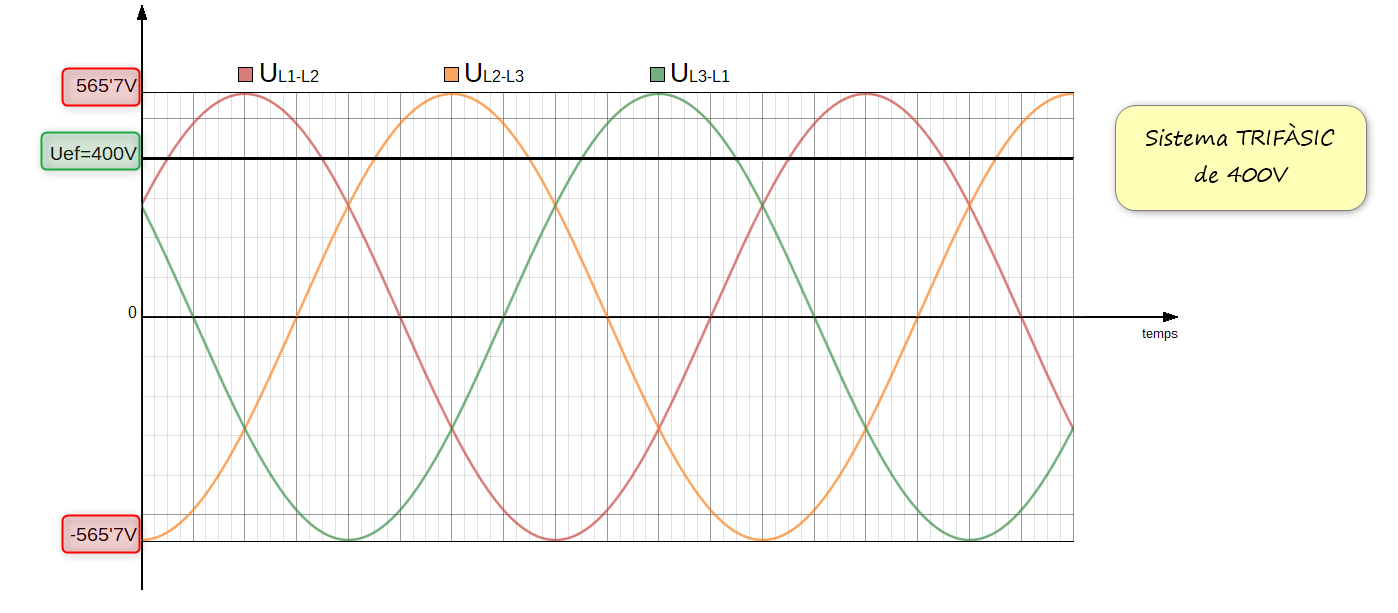 UL1-L2 UL2-L3 UL3-L1
565'7V
Uef=400V
Sistema TRIFÀSIC
de 400V
0
temps
-565'7V